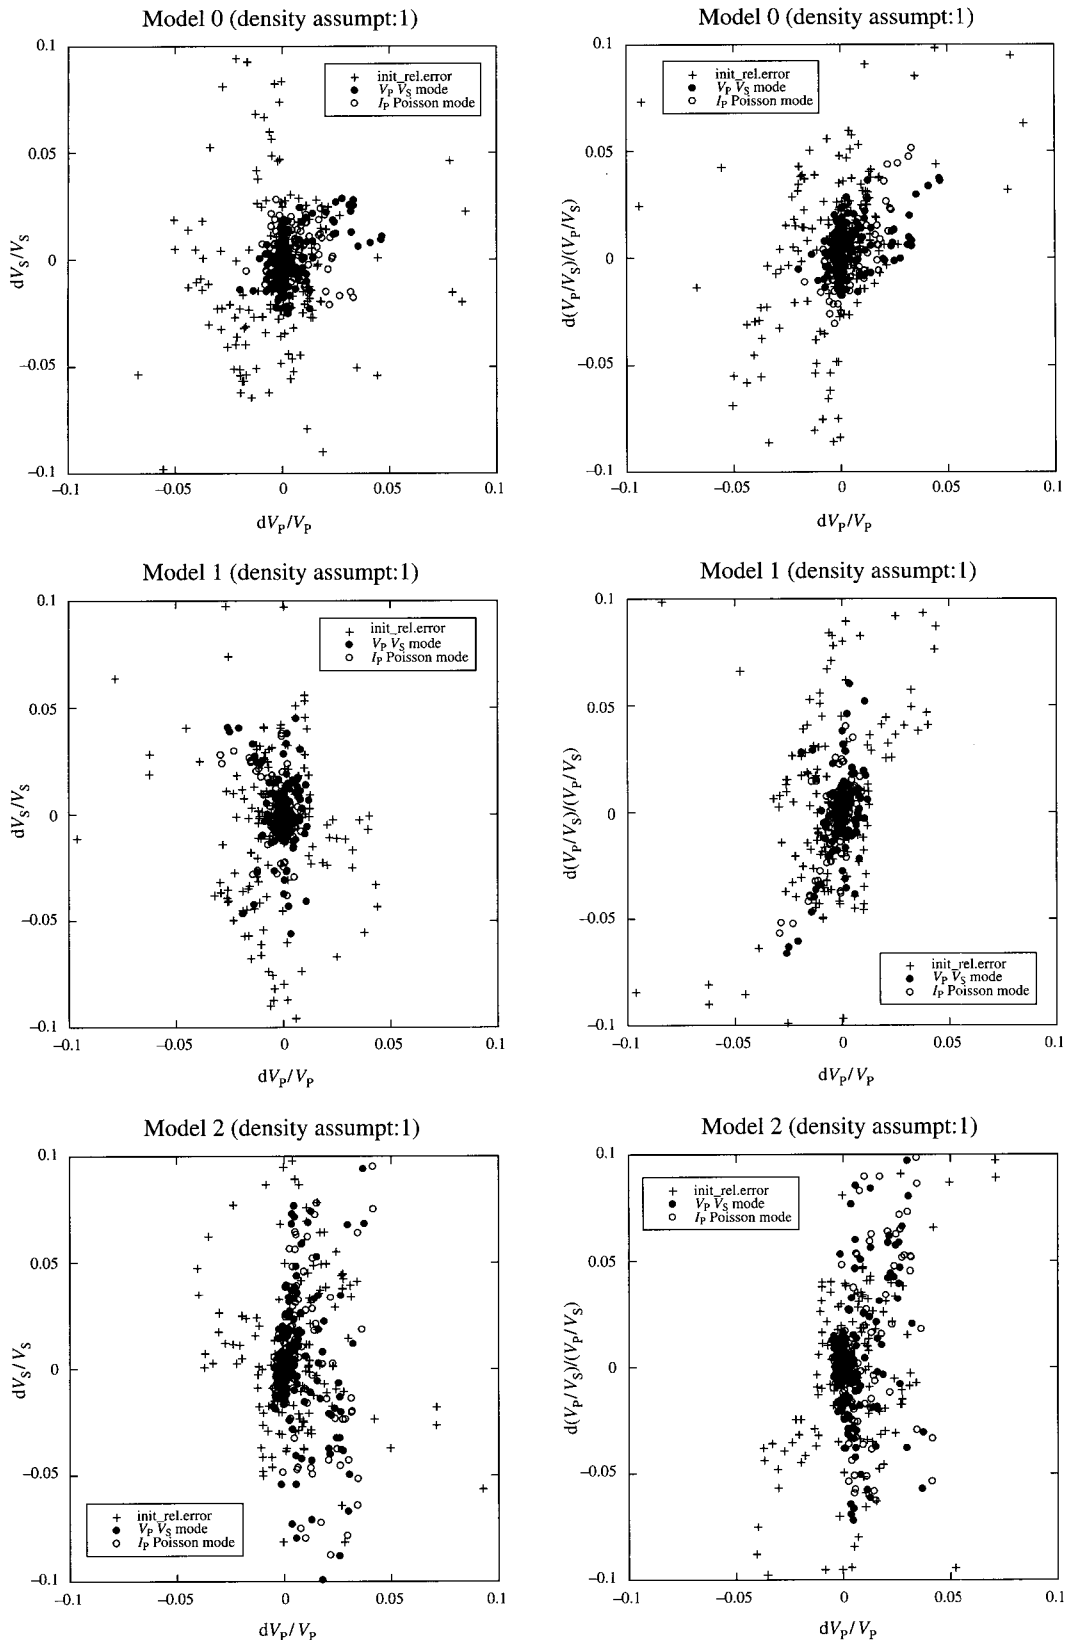 Model 0 (density assumpt:1)
0.1
0.05
0
−0.05
−0.1
−0.1
−0.05
0
0.05
0.1
dVS/VS
dVP/VP
init_rel.error
VP VS mode
IP Poisson mode
Model 0 (density assumpt:1)
0.1
0.05
0
−0.05
−0.1
−0.1
−0.05
0
0.05
0.1
d(VP/VS)/(VP/VS)
dVP/VP
init_rel.error
VP VS mode
IP Poisson mode
Model 1 (density assumpt:1)
0.1
0.05
0
−0.05
−0.1
−0.1
−0.05
0
0.05
0.1
dVS/VS
dVP/VP
init_rel.error
VP VS mode
IP Poisson mode
Model 1 (density assumpt:1)
0.1
0.05
0
−0.05
−0.1
−0.1
−0.05
0
0.05
0.1
d(VP/VS)/(VP/VS)
dVP/VP
init_rel.error
VP VS mode
IP Poisson mode
Model 2 (density assumpt:1)
0.1
0.05
0
−0.05
−0.1
−0.1
−0.05
0
0.05
0.1
dVS/VS
dVP/VP
init_rel.error
VP VS mode
IP Poisson mode
Model 2 (density assumpt:1)
0.1
0.05
0
−0.05
−0.1
−0.1
−0.05
0
0.05
0.1
d(VP/VS)/(VP/VS)
dVP/VP
init_rel.error
VP VS mode
IP Poisson mode